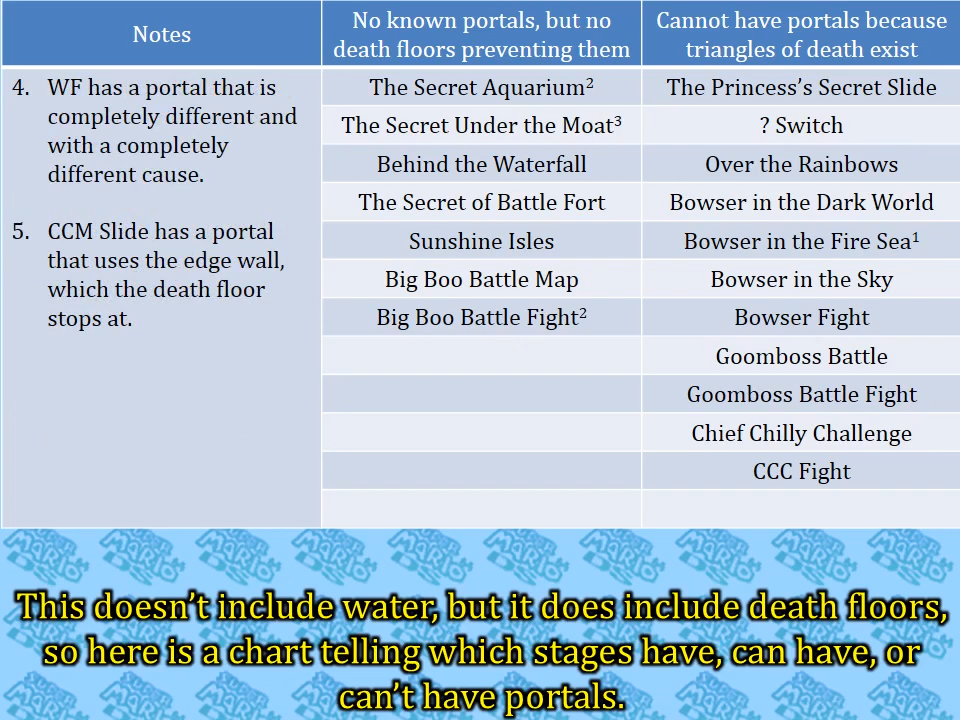 Notes
No known portals, but no
death floors preventing them
Cannot have portals because
triangles of death exist
4. WF has a portal that is
completely different and
with a completely
different cause.
5. CCM Slide has a portal
that uses the edge wall,
which the death floor
stops at.
The Secret Aquarium²
The Princess’s Secret Slide
The Secret Under the Moat³
? Switch
Behind the Waterfall
Over the Rainbows
The Secret of Battle Fort
Bowser in the Dark World
Sunshine Isles
Bowser in the Fire Sea¹
Big Boo Battle Map
Bowser in the Sky
Big Boo Battle Fight²
Bowser Fight
Goomboss Battle
Goomboss Battle Fight
Chief Chilly Challenge
CCC Fight
This doesn’t include water, but it does include death floors,
so here is a chart telling which stages have, can have, or
can’t have portals.